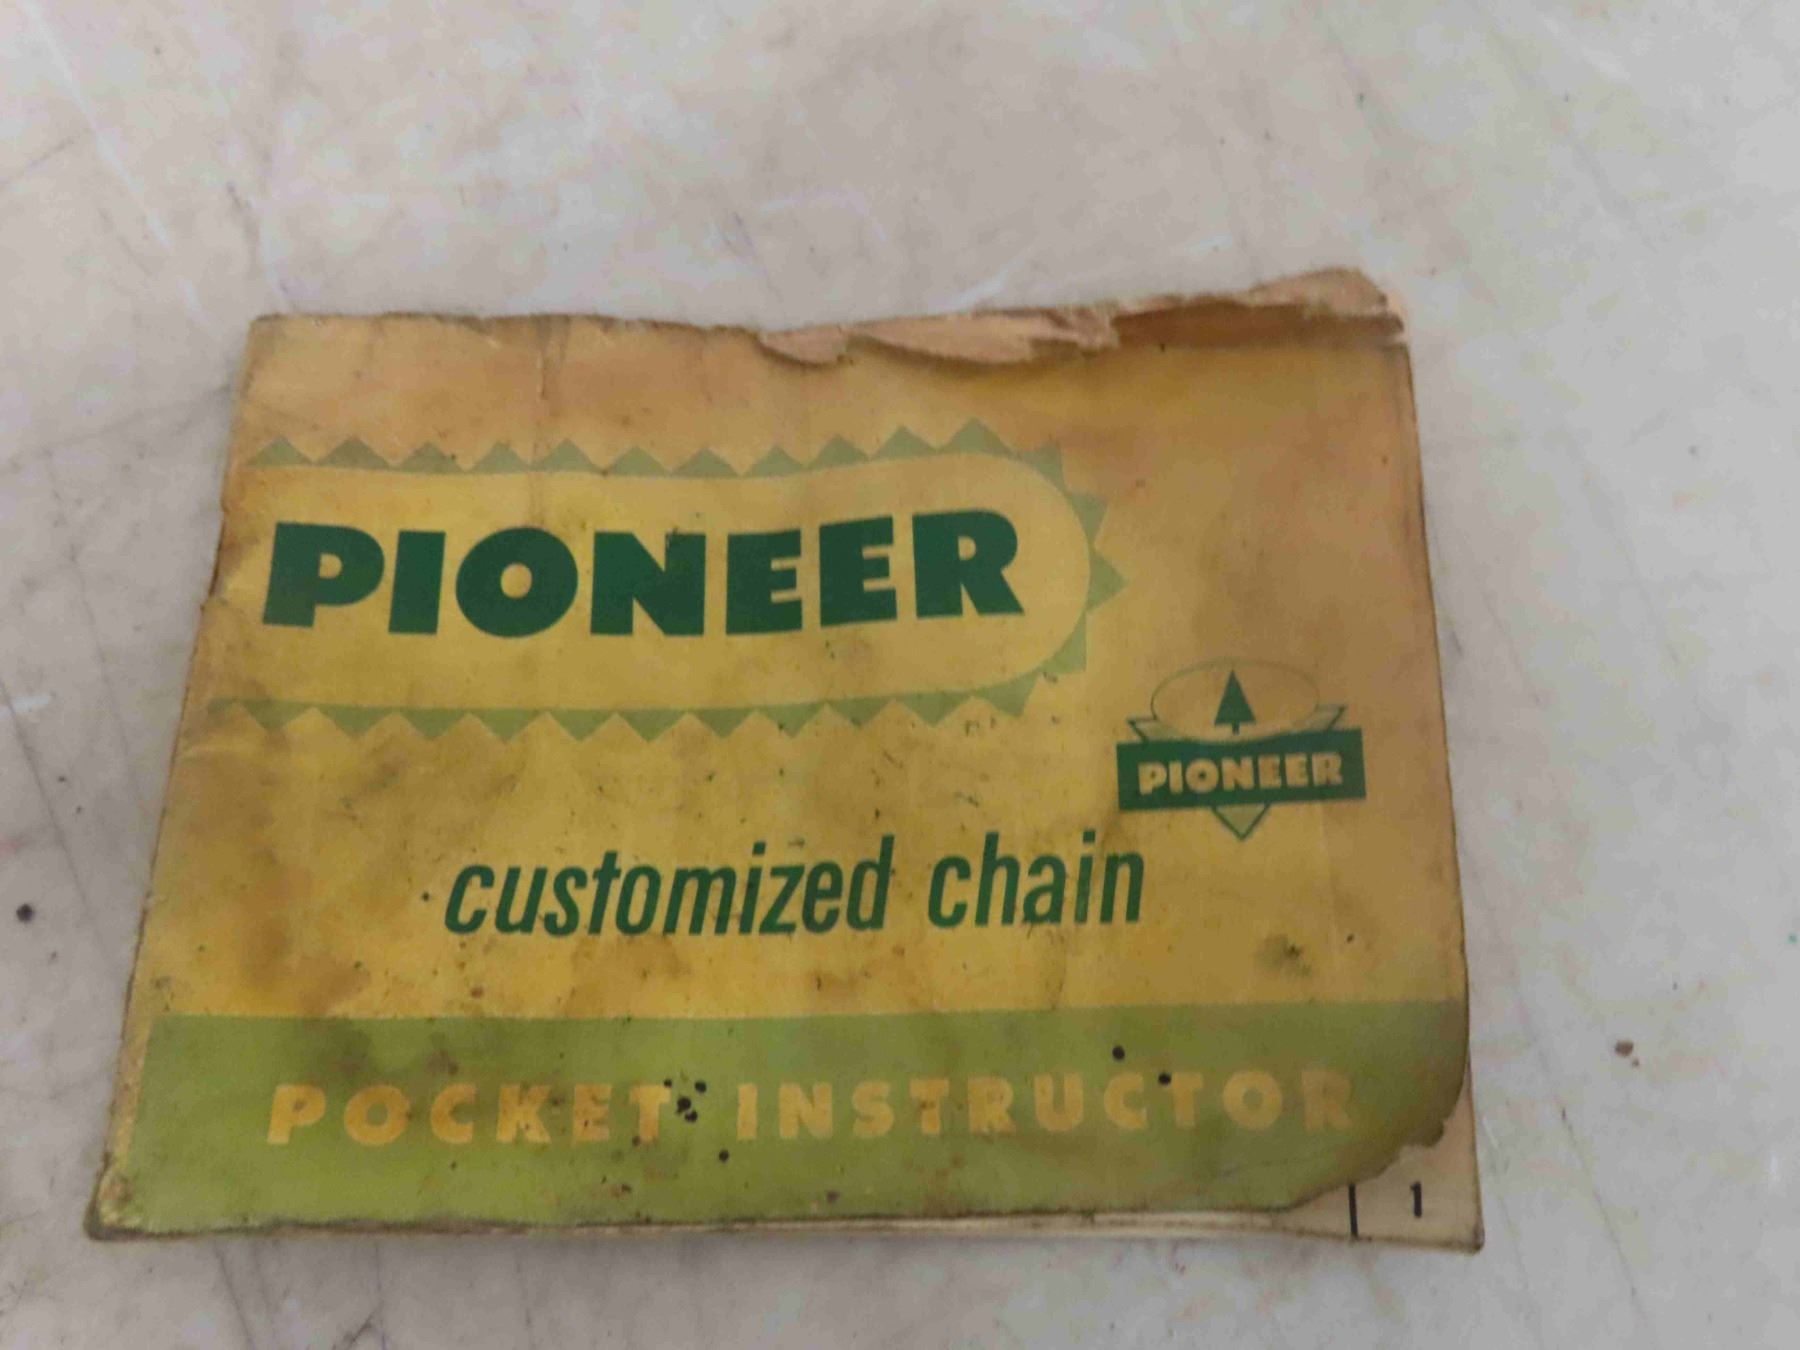 PIONEER
PIONEER
customized chain
POCKET INSTRUCTOR
1